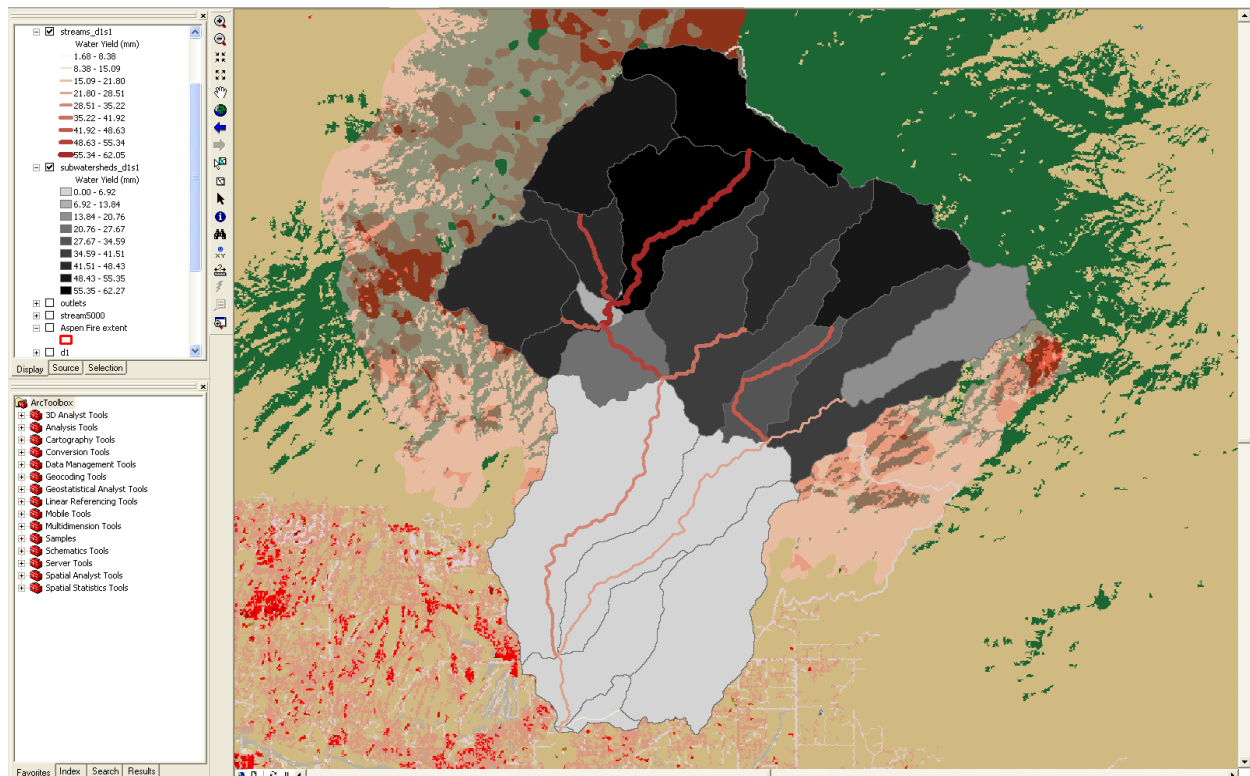 streams_d1s1
Water Yield (mm)
1.68 - 8.38
8.38 - 15.09
15.09 - 21.80
21.80 - 28.51
28.51 - 35.22
35.22 - 41.92
41.92 - 48.63
48.63 - 55.34
55.34 - 62.05
subwatersheds_d1s1
Water Yield (mm)
0.00 - 6.92
6.92 - 13.84
13.84 - 20.76
20.76 - 27.67
27.67 - 34.59
34.59 - 41.51
41.51 - 48.43
48.43 - 55.35
55.35 - 62.27
outlets
stream5000
Aspen Fire extent
d1
Display Source Selection
ArcToolbox
3D Analyst Tools
Analysis Tools
Cartography Tools
Conversion Tools
Data Management Tools
Geocoding Tools
Geostatistical Analyst Tools
Linear Referencing Tools
Mobile Tools
Multidimension Tools
Samples
Schematics Tools
Server Tools
Spatial Analyst Tools
Spatial Statistics Tools
Favorites Index Search Results
XY